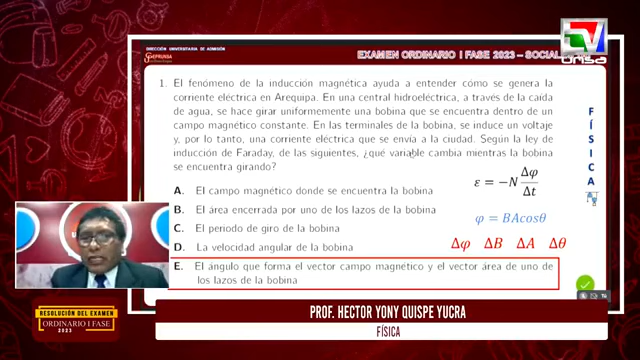 DIRECCIÓN UNIVERSITARIA DE ADMISIÓN
CEPRUNSA
EXAMEN ORDINARIO I FASE 2023 – SOCIAL
TV
unsa
1. El fenómeno de la inducción magnética ayuda a entender cómo se genera la
corriente eléctrica en Arequipa. En una central hidroeléctrica, a través de la caída
de agua, se hace girar uniformemente una bobina que se encuentra dentro de un
campo magnético constante. En las terminales de la bobina, se induce un voltaje
y, por lo tanto, una corriente eléctrica que se envía a la ciudad. Según la ley de
inducción de Faraday, de las siguientes, ¿qué variable cambia mientras la bobina
se encuentra girando?
A. El campo magnético donde se encuentra la bobina
B. El área encerrada por uno de los lazos de la bobina
C. El periodo de giro de la bobina
D. La velocidad angular de la bobina
E. El ángulo que forma el vector campo magnético y el vector área de uno de
los lazos de la bobina
ε = −N Δφ/Δt
φ = BAcosθ
Δφ ΔB ΔA Δθ
FÍSICA
RESOLUCIÓN DEL EXAMEN
ORDINARIO I FASE
2023
PROF. HECTOR YONY QUISPE YUCRA
FÍSICA